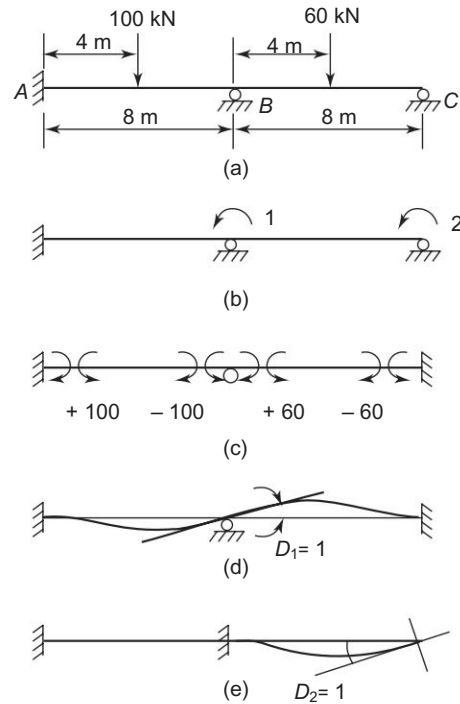 100 kN 60 kN
4 m 4 m
A B C
8 m 8 m
(a)
1 2
(b)
+ 100 – 100 + 60 – 60
(c)
D₁= 1
(d)
D₂= 1
(e)